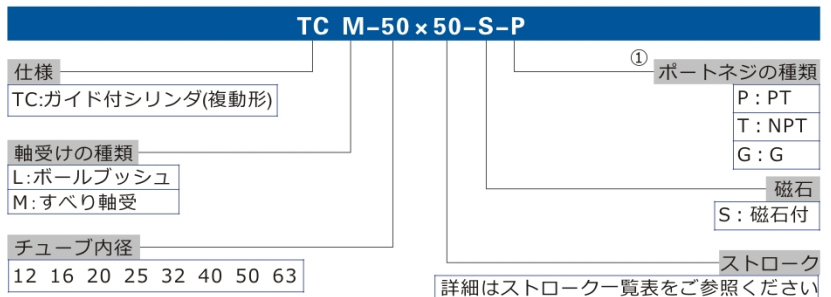 TC M-50×50-S-P
仕様
TC:ガイド付シリンダ(複動形)
軸受けの種類
L:ボールブッシュ
M:すべり軸受
チューブ内径
12 16 20 25 32 40 50 63
①
ポートネジの種類
P：PT
T：NPT
G：G
磁石
S：磁石付
ストローク
詳細はストローク一覧表をご参照ください